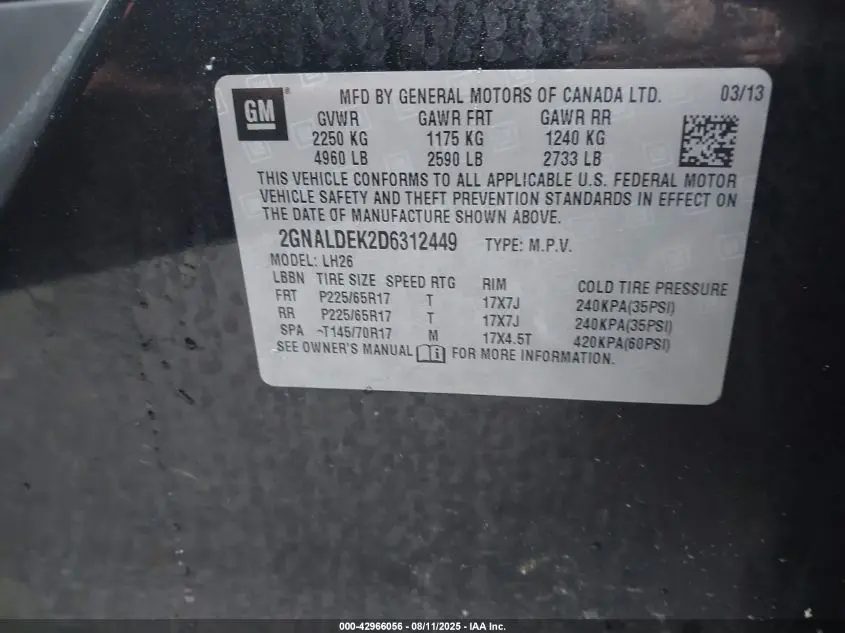 GM
MFD BY GENERAL MOTORS OF CANADA LTD. 03/13
GVWR GAWR FRT GAWR RR
2250 KG 1175 KG 1240 KG
4960 LB 2590 LB 2733 LB
THIS VEHICLE CONFORMS TO ALL APPLICABLE U.S. FEDERAL MOTOR
VEHICLE SAFETY AND THEFT PREVENTION STANDARDS IN EFFECT ON
THE DATE OF MANUFACTURE SHOWN ABOVE.
2GNALDEK2D6312449 TYPE: M.P.V.
MODEL: LH26
LBBN TIRE SIZE SPEED RTG RIM COLD TIRE PRESSURE
FRT P225/65R17 T 17X7J 240KPA(35PSI)
RR P225/65R17 T 17X7J 240KPA(35PSI)
SPA ~T145/70R17 M 17X4.5T 420KPA(60PSI)
SEE OWNER'S MANUAL FOR MORE INFORMATION.
000-42966056 - 08/11/2025 - IAA Inc.